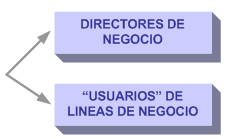 DIRECTORES DE
NEGOCIO
“USUARIOS” DE
LINEAS DE NEGOCIO